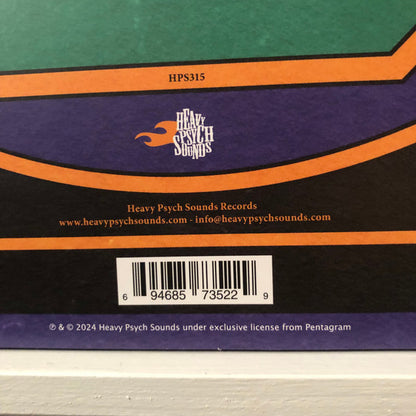 HPS315
HEAVY
PSYCH
SOUNDS
Heavy Psych Sounds Records
www.heavypsychsounds.com - info@heavypsychsounds.com
6 94685 73522 9
℗ & © 2024 Heavy Psych Sounds under exclusive license from Pentagram